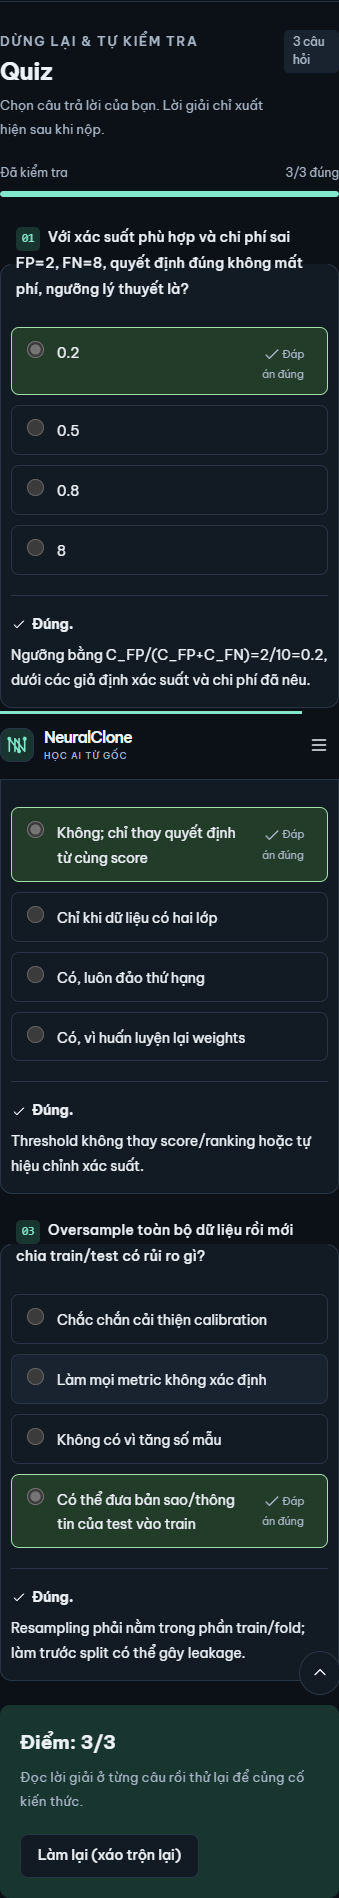 DỪNG LẠI & TỰ KIỂM TRA
3 câu hỏi
Quiz
Chọn câu trả lời của bạn. Lời giải chỉ xuất
hiện sau khi nộp.
Đã kiểm tra
3/3 đúng
01 Với xác suất phù hợp và chi phí sai
FP=2, FN=8, quyết định đúng không mất
phí, ngưỡng lý thuyết là?
0.2
Đáp án đúng
0.5
0.8
8
Đúng.
Ngưỡng bằng C_FP/(C_FP+C_FN)=2/10=0.2,
dưới các giả định xác suất và chi phí đã nêu.
NeuralClone
HỌC AI TỪ GỐC
Không; chỉ thay quyết định
từ cùng score
Đáp án đúng
Chỉ khi dữ liệu có hai lớp
Có, luôn đảo thứ hạng
Có, vì huấn luyện lại weights
Đúng.
Threshold không thay score/ranking hoặc tự
hiệu chỉnh xác suất.
03 Oversample toàn bộ dữ liệu rồi mới
chia train/test có rủi ro gì?
Chắc chắn cải thiện calibration
Làm mọi metric không xác định
Không có vì tăng số mẫu
Có thể đưa bản sao/thông
tin của test vào train
Đáp án đúng
Đúng.
Resampling phải nằm trong phần train/fold;
làm trước split có thể gây leakage.
Điểm: 3/3
Đọc lời giải ở từng câu rồi thử lại để củng cố
kiến thức.
Làm lại (xáo trộn lại)